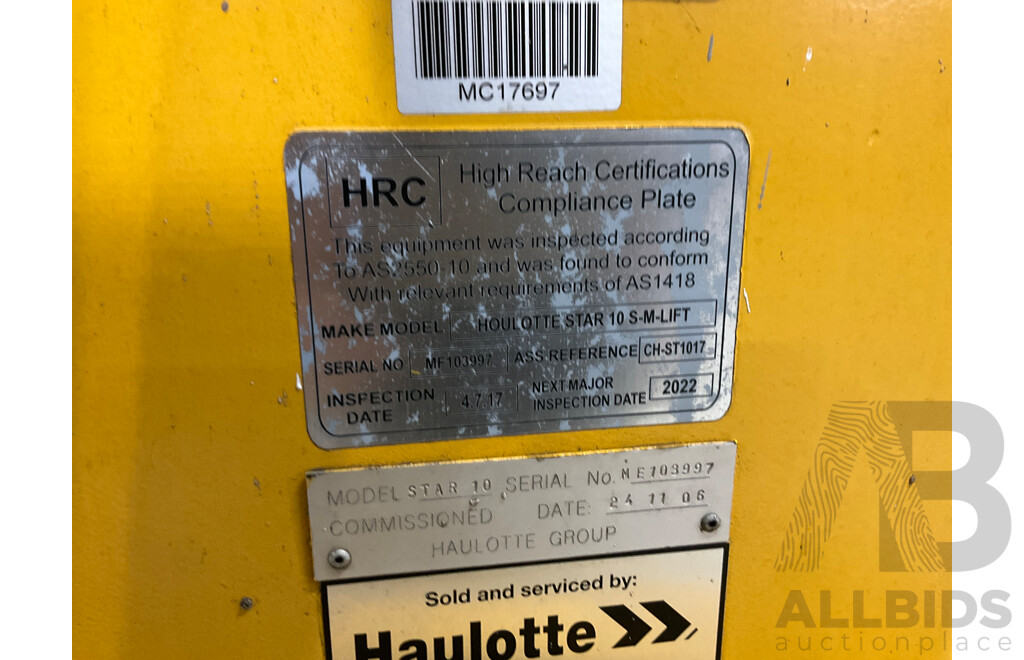 MC17697
HRC
High Reach Certifications
Compliance Plate
This equipment was inspected according
To AS2550-10 and was found to conform
With relevant requirements of AS1418
MAKE MODEL HOULOTTE STAR 10 S-M-LIFT
SERIAL NO MF103997 ASS REFERENCE CH-ST1017
INSPECTION DATE 4.7.17 NEXT MAJOR INSPECTION DATE 2022
MODEL STAR 10 SERIAL No. ME103997
COMMISSIONED DATE: 24 11 06
HAULOTTE GROUP
Sold and serviced by:
Haulotte
AB
ALLBIDS
auctionplace